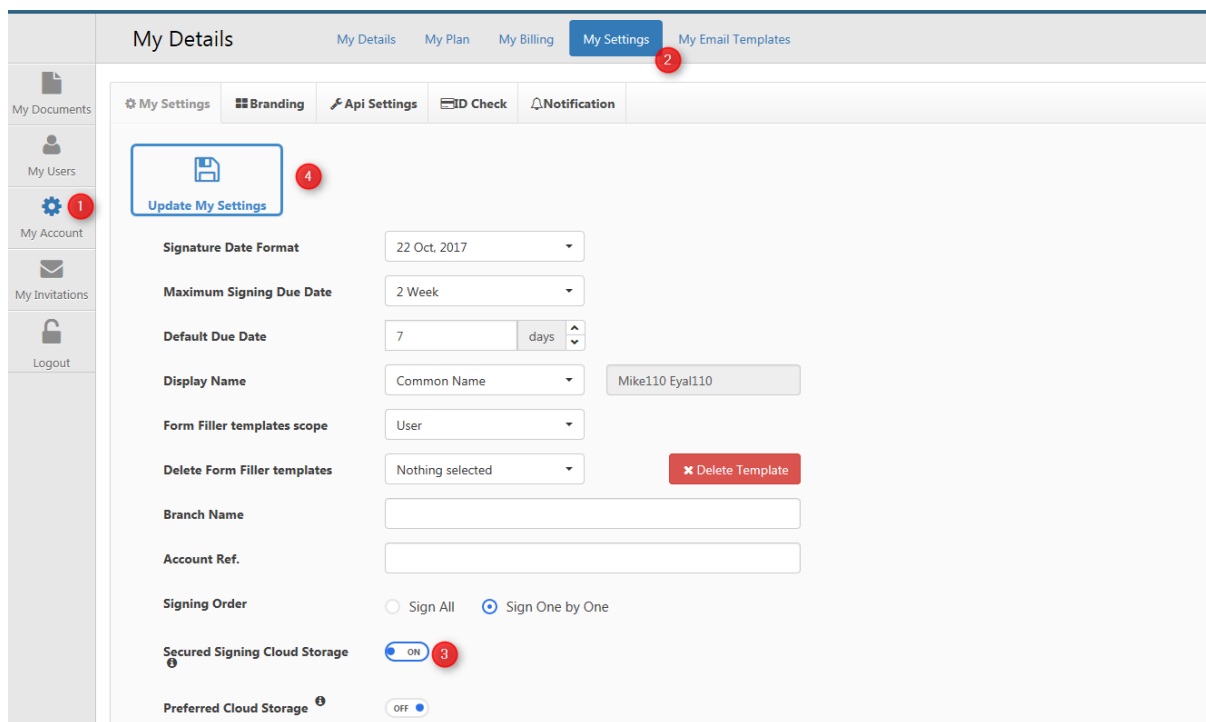 My Details
My Details
My Plan
My Billing
My Settings
My Email Templates
2
My Documents
My Users
1
My Account
My Invitations
Logout
My Settings
Branding
Api Settings
ID Check
Notification
Update My Settings
4
Signature Date Format
22 Oct, 2017
Maximum Signing Due Date
2 Week
Default Due Date
7
days
Display Name
Common Name
Mike110 Eyal110
Form Filler templates scope
User
Delete Form Filler templates
Nothing selected
Delete Template
Branch Name
Account Ref.
Signing Order
Sign All
Sign One by One
Secured Signing Cloud Storage
ON
3
Preferred Cloud Storage
OFF